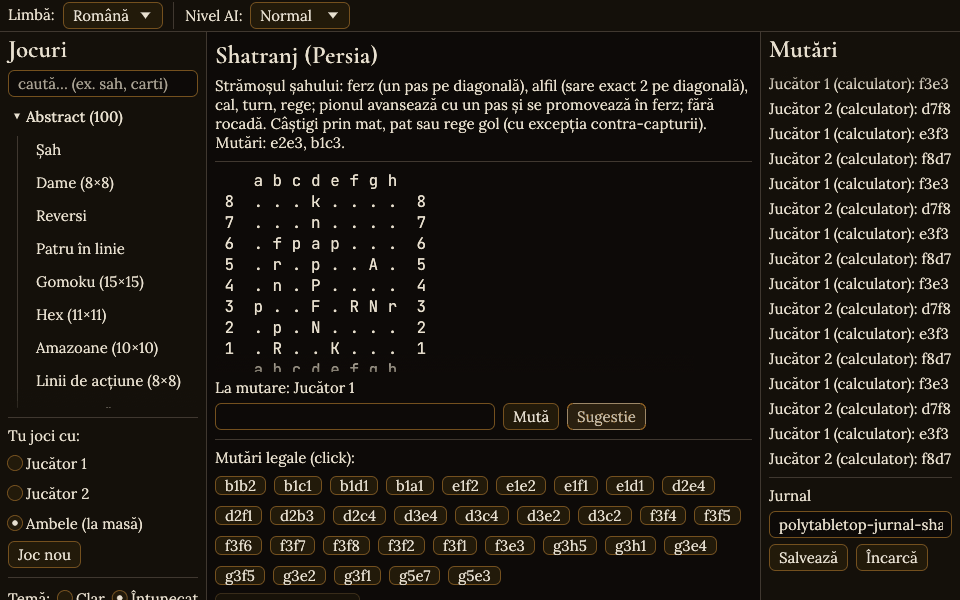 Limbă: Română ▼ Nivel AI: Normal ▼
Jocuri
caută... (ex. sah, carti)
▼ Abstract (100)
Șah
Dame (8×8)
Reversi
Patru în linie
Gomoku (15×15)
Hex (11×11)
Amazoane (10×10)
Linii de acțiune (8×8)
Tu joci cu:
Jucător 1
Jucător 2
Ambele (la masă)
Joc nou
Temă: Clar Întunecat
Shatranj (Persia)
Strămoșul șahului: ferz (un pas pe diagonală), alfil (sare exact 2 pe diagonală),
cal, turn, rege; pionul avansează cu un pas și se promovează în ferz; fără
rocadă. Câștigi prin mat, pat sau rege gol (cu excepția contra-capturii).
Mutări: e2e3, b1c3.
a b c d e f g h
8 . . . k . . . . 8
7 . . . n . . . . 7
6 . f p a p . . . 6
5 . r . p . . A . 5
4 . n . P . . . . 4
3 p . . F . R N r 3
2 . p . N . . . . 2
1 . R . . K . . . 1
a b c d e f g h
La mutare: Jucător 1
Mută Sugestie
Mutări legale (click):
b1b2 b1c1 b1d1 b1a1 e1f2 e1e2 e1f1 e1d1 d2e4
d2f1 d2b3 d2c4 d3e4 d3c4 d3e2 d3c2 f3f4 f3f5
f3f6 f3f7 f3f8 f3f2 f3f1 f3e3 g3h5 g3h1 g3e4
g3f5 g3e2 g3f1 g5e7 g5e3
Mutări
Jucător 1 (calculator): f3e3
Jucător 2 (calculator): d7f8
Jucător 1 (calculator): e3f3
Jucător 2 (calculator): f8d7
Jucător 1 (calculator): f3e3
Jucător 2 (calculator): d7f8
Jucător 1 (calculator): e3f3
Jucător 2 (calculator): f8d7
Jucător 1 (calculator): f3e3
Jucător 2 (calculator): d7f8
Jucător 1 (calculator): e3f3
Jucător 2 (calculator): f8d7
Jucător 1 (calculator): f3e3
Jucător 2 (calculator): d7f8
Jucător 1 (calculator): e3f3
Jucător 2 (calculator): f8d7
Jurnal
polytabletop-jurnal-sha
Salvează Încarcă